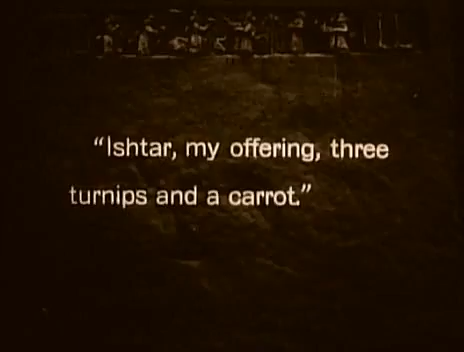 “Ishtar, my offering, three
turnips and a carrot.”